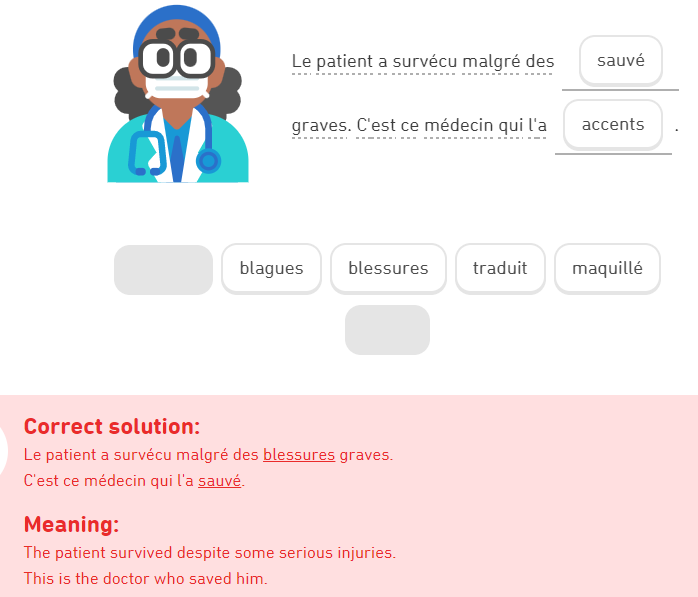 Le patient a survécu malgré des sauvé
graves. C'est ce médecin qui l'a accents .
blagues blessures traduit maquillé
Correct solution:
Le patient a survécu malgré des blessures graves.
C'est ce médecin qui l'a sauvé.
Meaning:
The patient survived despite some serious injuries.
This is the doctor who saved him.